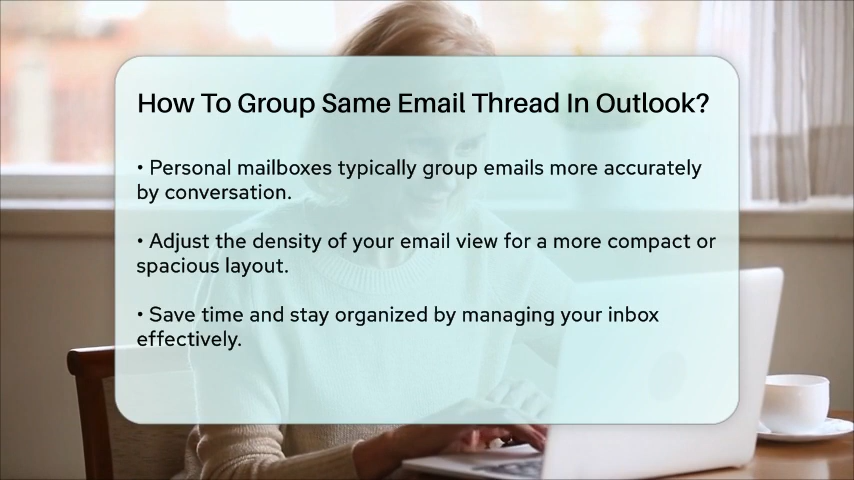 How To Group Same Email Thread In Outlook?
• Personal mailboxes typically group emails more accurately
by conversation.
• Adjust the density of your email view for a more compact or
spacious layout.
• Save time and stay organized by managing your inbox
effectively.